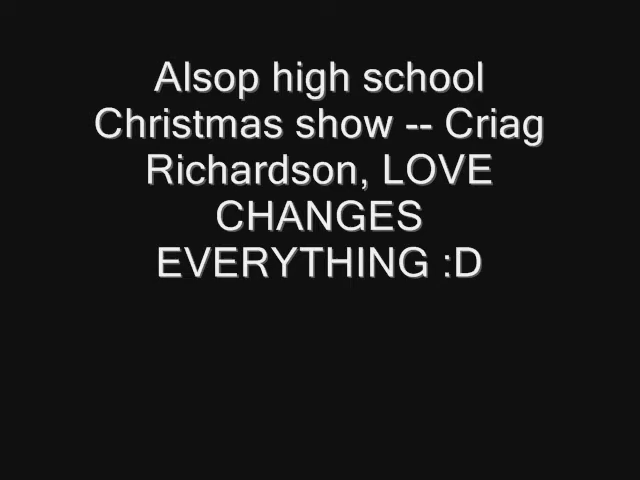 Alsop high school
Christmas show -- Criag
Richardson, LOVE
CHANGES
EVERYTHING :D